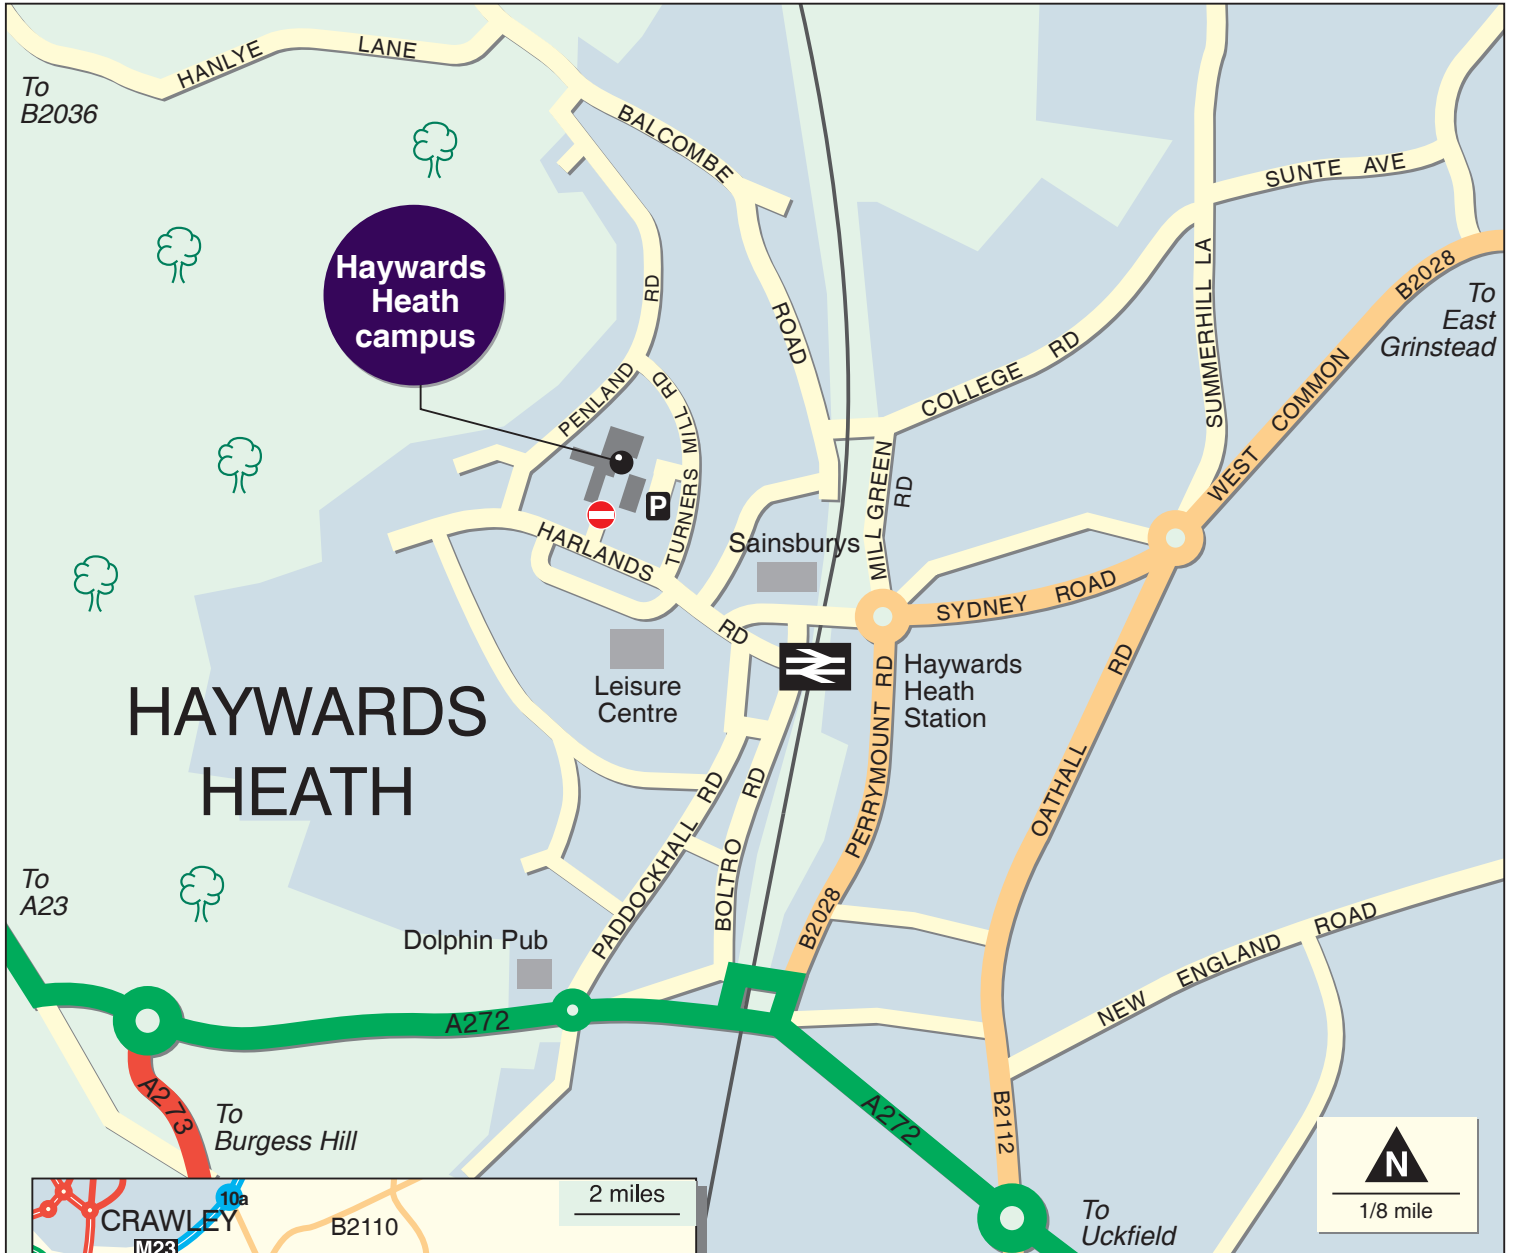 HANLYE LANE
To
B2036
BALCOMBE ROAD
SUNTE AVE
Haywards
Heath
campus
RD
PENLAND
TURNERS MILL RD
COLLEGE RD
SUMMERHILL LA
B2028
To
East
Grinstead
WEST COMMON
MILL GREEN
RD
P
HARLANDS
RD
Sainsburys
SYDNEY ROAD
Leisure
Centre
Haywards
Heath
Station
HAYWARDS
HEATH
PADDOCKHALL RD
BOLTRO RD
B2028 PERRYMOUNT RD
OATHALL RD
To
A23
Dolphin Pub
NEW ENGLAND ROAD
A272
A273
To
Burgess Hill
A272
B2112
To
Uckfield
N
1/8 mile
2 miles
10a
CRAWLEY
B2110
M23